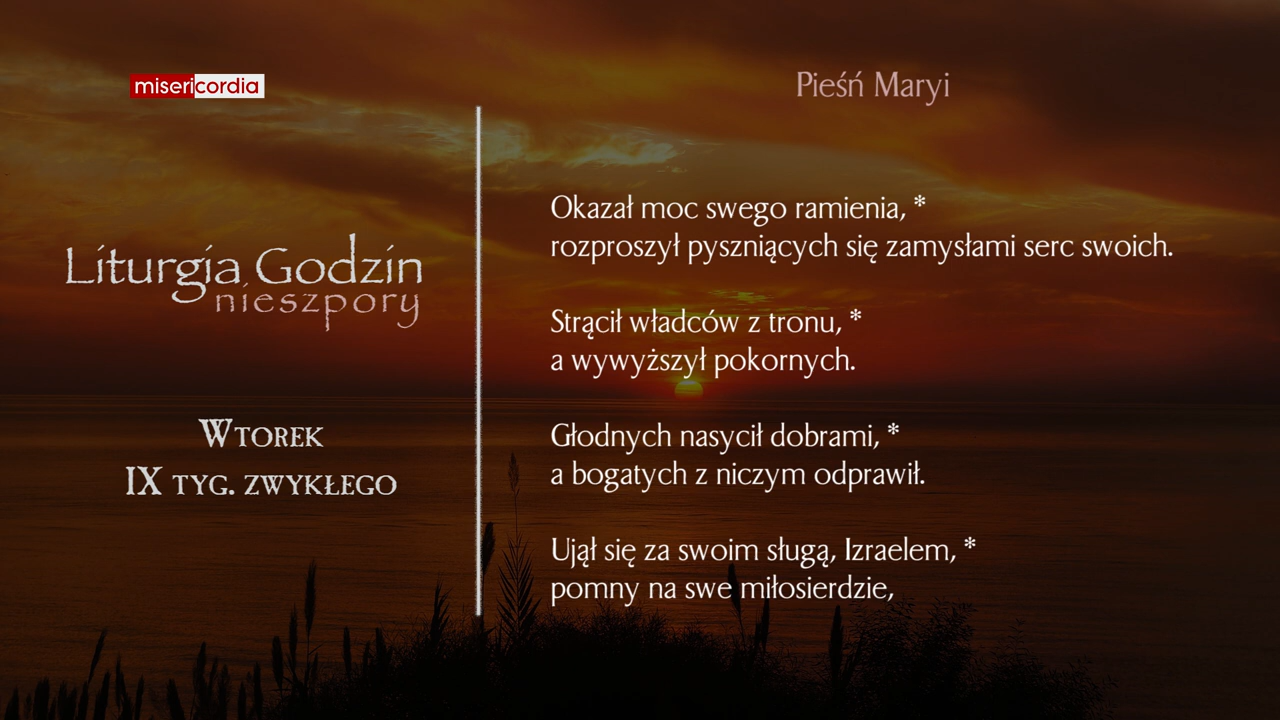 misericordia
Liturgia Godzin
nieszpory
Wtorek
IX tyg. zwykłego
Pieśń Maryi
Okazał moc swego ramienia, *
rozproszył pyszniących się zamysłami serc swoich.
Strącił władców z tronu, *
a wywyższył pokornych.
Głodnych nasycił dobrami, *
a bogatych z niczym odprawił.
Ujął się za swoim sługą, Izraelem, *
pomny na swe miłosierdzie,